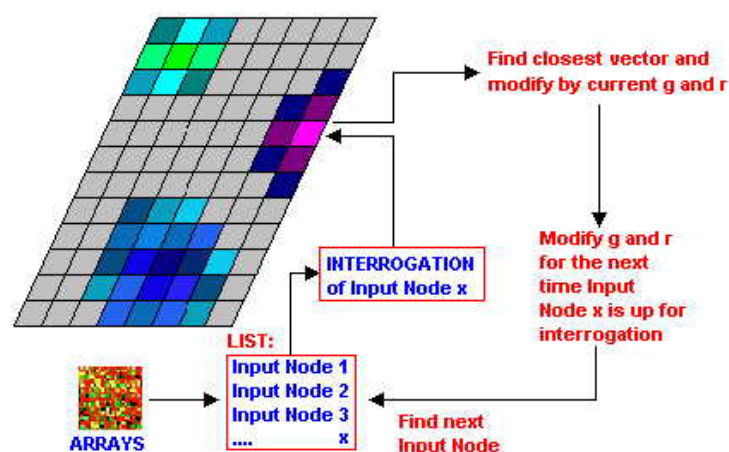 Find closest vector and
modify by current g and r
Modify g and r
for the next
time Input
Node x is up for
interrogation
INTERROGATION
of Input Node x
LIST:
Input Node 1
Input Node 2
Input Node 3
.... x
ARRAYS
Find next
Input Node